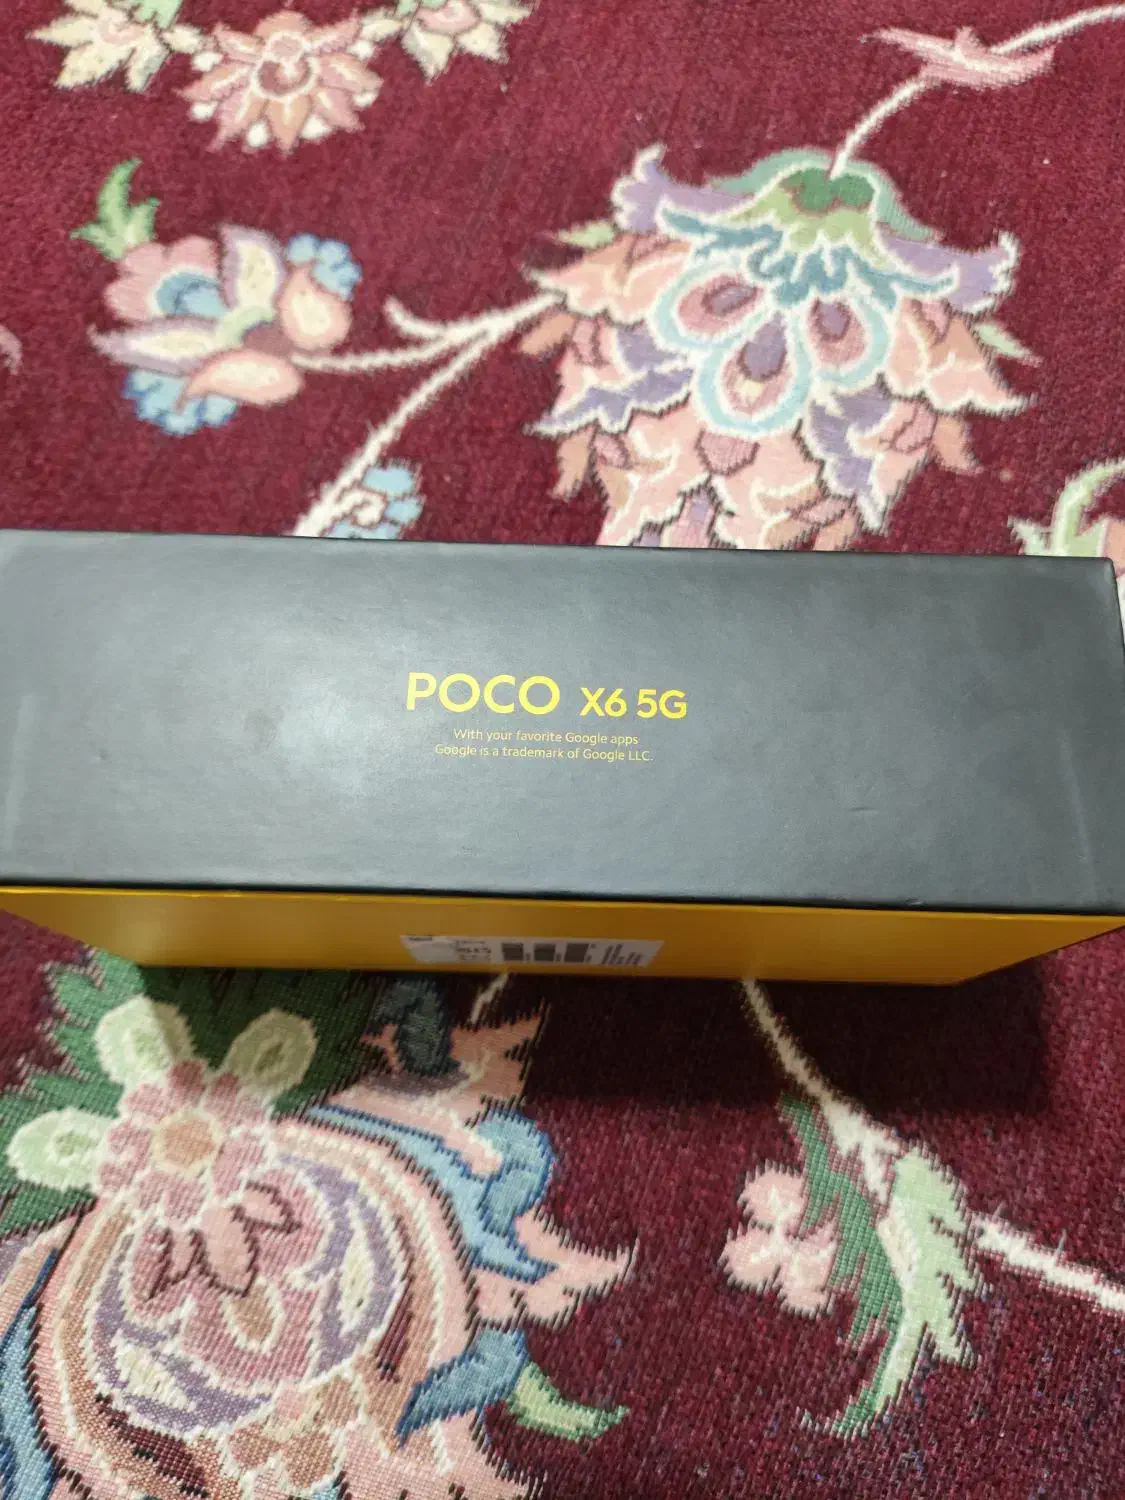 POCO X6 5G
With your favorite Google apps
Google is a trademark of Google LLC.